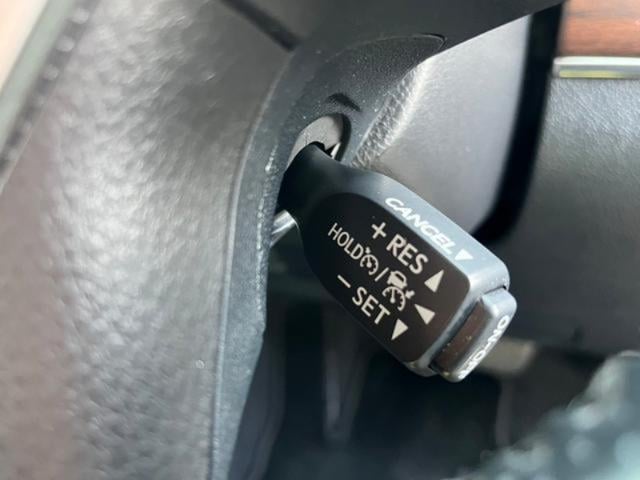 CANCEL▼
+ RES ▲
HOLD
/
− SET ▼